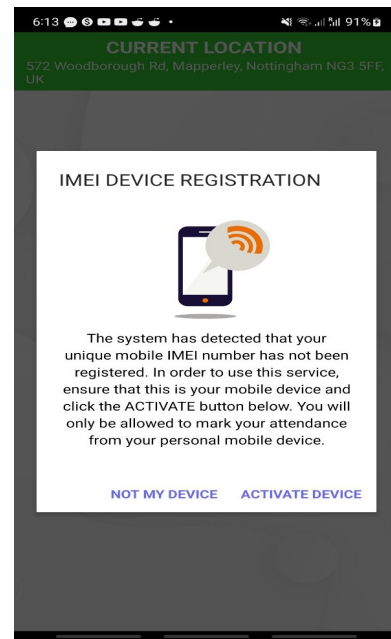 6:13
91%
CURRENT LOCATION
572 Woodborough Rd, Mapperley, Nottingham NG3 5FF,
UK
IMEI DEVICE REGISTRATION
The system has detected that your
unique mobile IMEI number has not been
registered. In order to use this service,
ensure that this is your mobile device and
click the ACTIVATE button below. You will
only be allowed to mark your attendance
from your personal mobile device.
NOT MY DEVICE ACTIVATE DEVICE